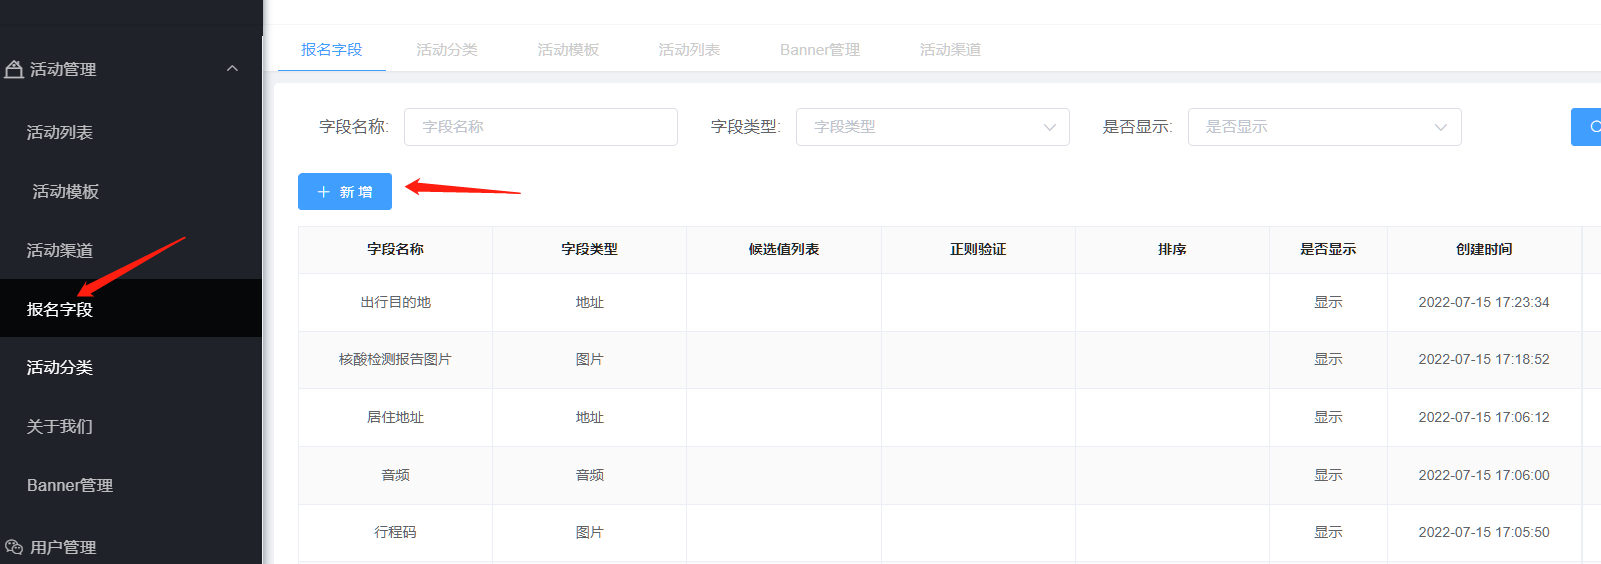 活动管理
活动列表
活动模板
活动渠道
报名字段
活动分类
关于我们
Banner管理
用户管理
报名字段 活动分类 活动模板 活动列表 Banner管理 活动渠道
字段名称: 字段名称 字段类型: 字段类型 是否显示: 是否显示
+ 新 增
字段名称 字段类型 候选值列表 正则验证 排序 是否显示 创建时间
出行目的地 地址 显示 2022-07-15 17:23:34
核酸检测报告图片 图片 显示 2022-07-15 17:18:52
居住地址 地址 显示 2022-07-15 17:06:12
音频 音频 显示 2022-07-15 17:06:00
行程码 图片 显示 2022-07-15 17:05:50